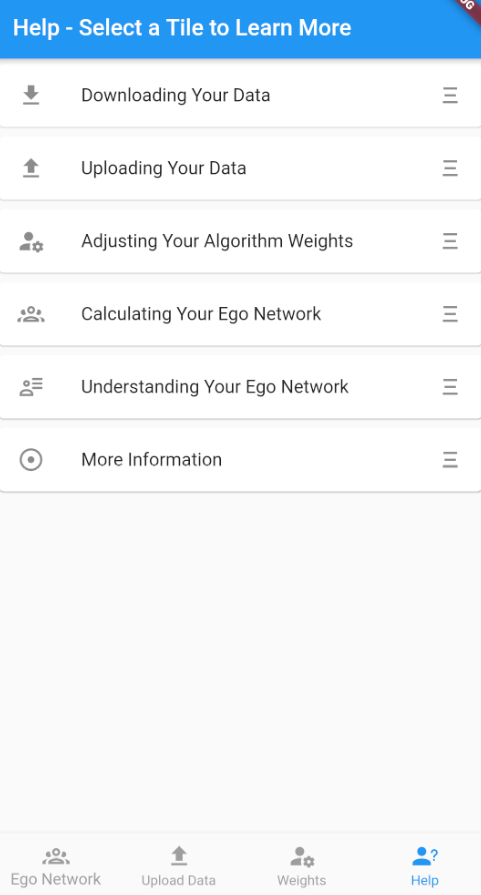 Help - Select a Tile to Learn More
Downloading Your Data
Uploading Your Data
Adjusting Your Algorithm Weights
Calculating Your Ego Network
Understanding Your Ego Network
More Information
Ego Network
Upload Data
Weights
Help